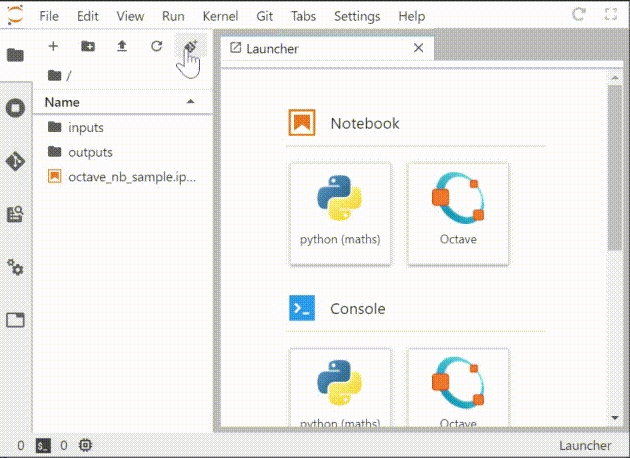 File Edit View Run Kernel Git Tabs Settings Help
Launcher
/
Name
inputs
outputs
octave_nb_sample.ip...
Notebook
python (maths) Octave
Console
python (maths) Octave
0 $_ 0 Launcher